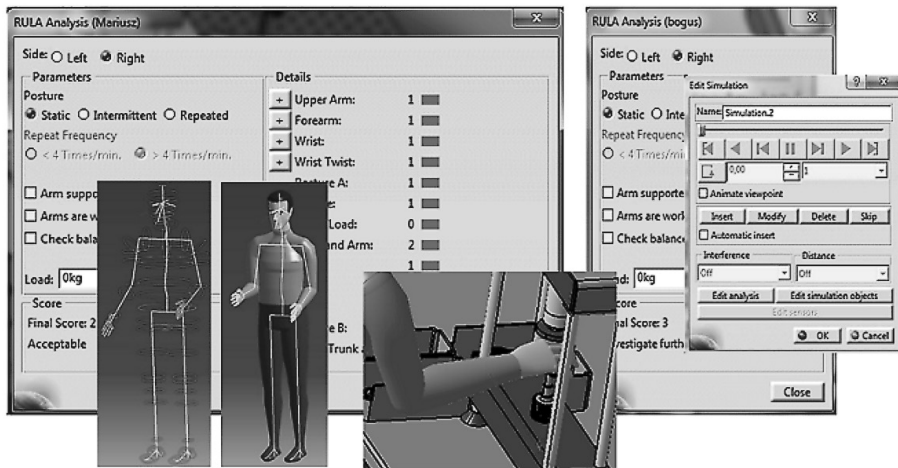 RULA Analysis (Mariusz)
Side: Left Right
Parameters
Posture
Static Intermittent Repeated
Repeat Frequency
< 4 Times/min. > 4 Times/min.
Arm suppo
Arms are w
Check bala
Load: 0kg
Score
Final Score: 2
Acceptable
Details
+ Upper Arm: 1
+ Forearm: 1
+ Wrist: 1
+ Wrist Twist: 1
Posture A: 1
1
Load: 0
and Arm: 2
1
e B:
Trunk a
RULA Analysis (bogus)
Side: Left Right
Parameters
Posture
Static Inte
Repeat Frequency
< 4 Times/min.
Arm supporte
Arms are work
Check balance
ad: 0kg
core
inal Score: 3
vestigate furth
Close
Edit Simulation
Name: Simulation.2
0,00 1
Animate viewpoint
Insert Modify Delete Skip
Automatic insert
Interference Distance
Off Off
Edit analysis Edit simulation objects
Edit sensors
OK Cancel